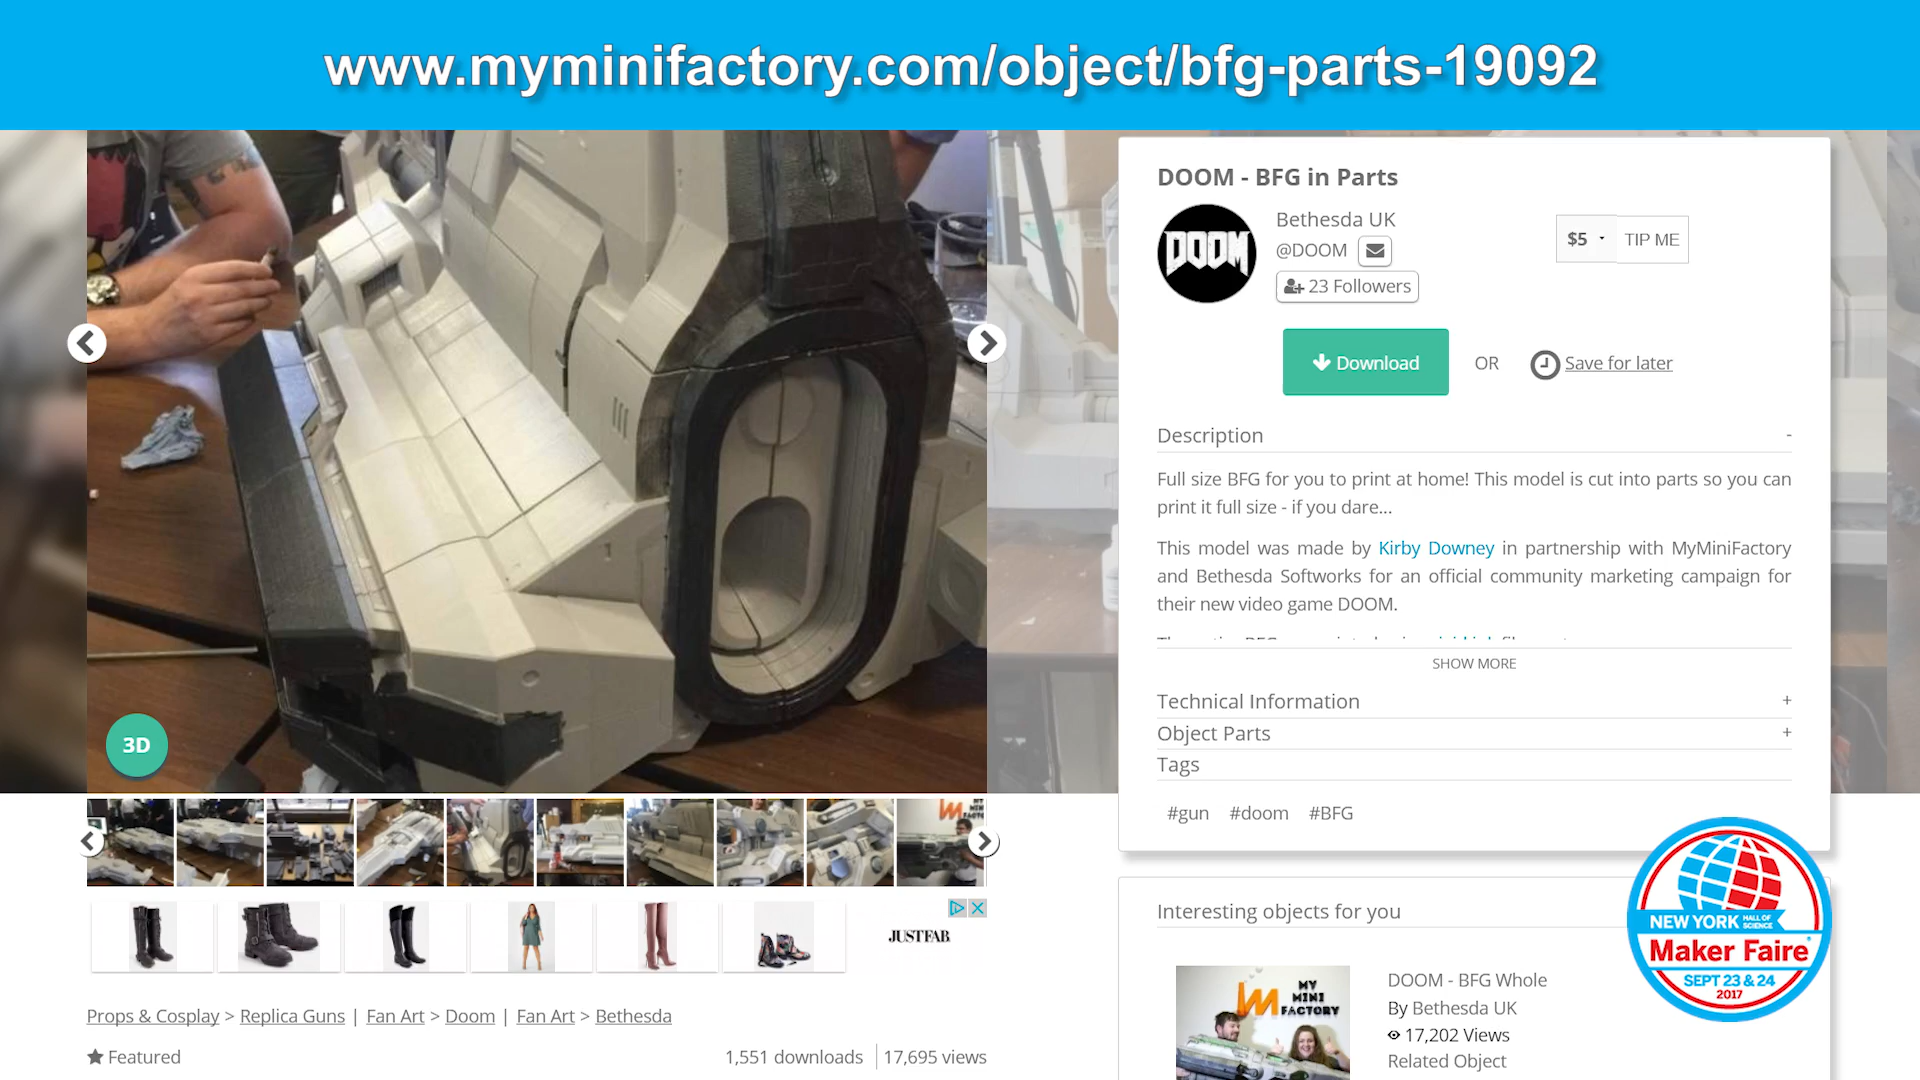 www.myminifactory.com/object/bfg-parts-19092
DOOM - BFG in Parts
DOOM
Bethesda UK
@DOOM
23 Followers
$5
TIP ME
Download
OR
Save for later
Description
-
Full size BFG for you to print at home! This model is cut into parts so you can
print it full size - if you dare...
This model was made by Kirby Downey in partnership with MyMiniFactory
and Bethesda Softworks for an official community marketing campaign for
their new video game DOOM.
SHOW MORE
Technical Information +
Object Parts +
Tags
#gun #doom #BFG
3D
JUSTFAB
Props & Cosplay > Replica Guns | Fan Art > Doom | Fan Art > Bethesda
Featured
1,551 downloads 17,695 views
Interesting objects for you
MY
MINI
FACTORY
DOOM - BFG Whole
By Bethesda UK
17,202 Views
Related Object
NEW YORK HALL OF SCIENCE
Maker Faire
SEPT 23 & 24
2017